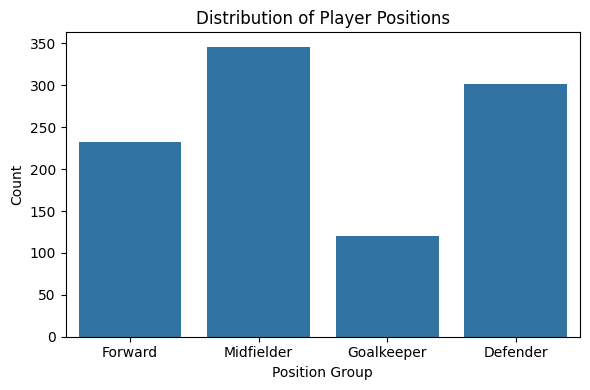 Distribution of Player Positions
350
300
250
200
150
100
50
0
Count
Forward Midfielder Goalkeeper Defender
Position Group